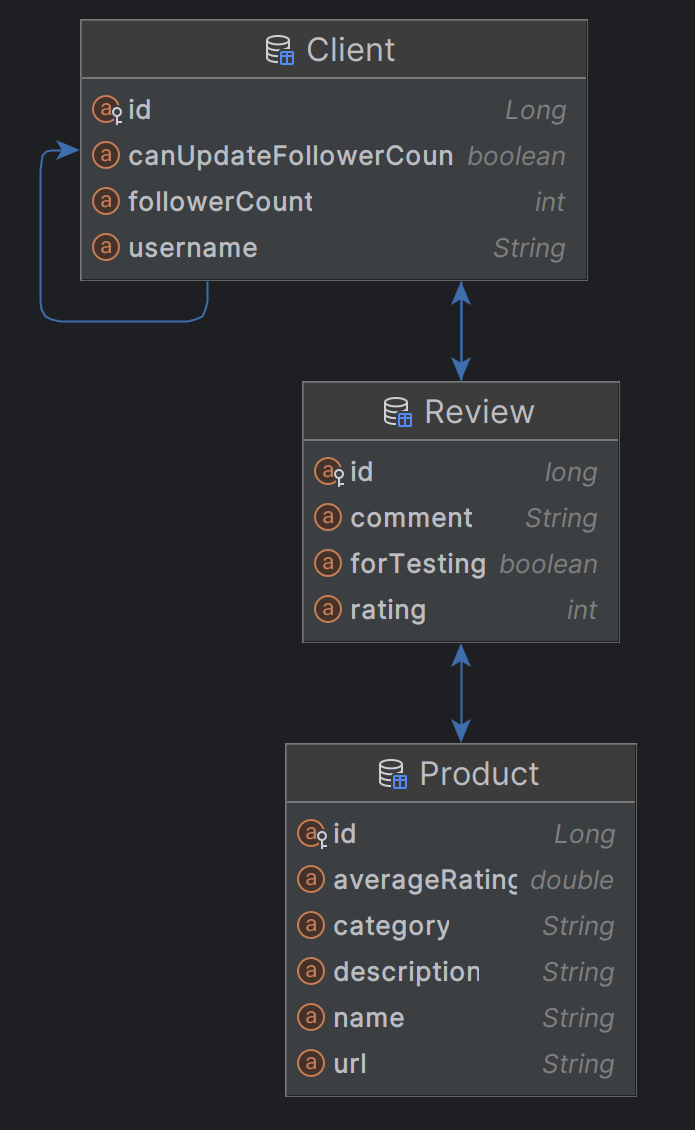 Client
id Long
canUpdateFollowerCoun boolean
followerCount int
username String
Review
id long
comment String
forTesting boolean
rating int
Product
id Long
averageRating double
category String
description String
name String
url String